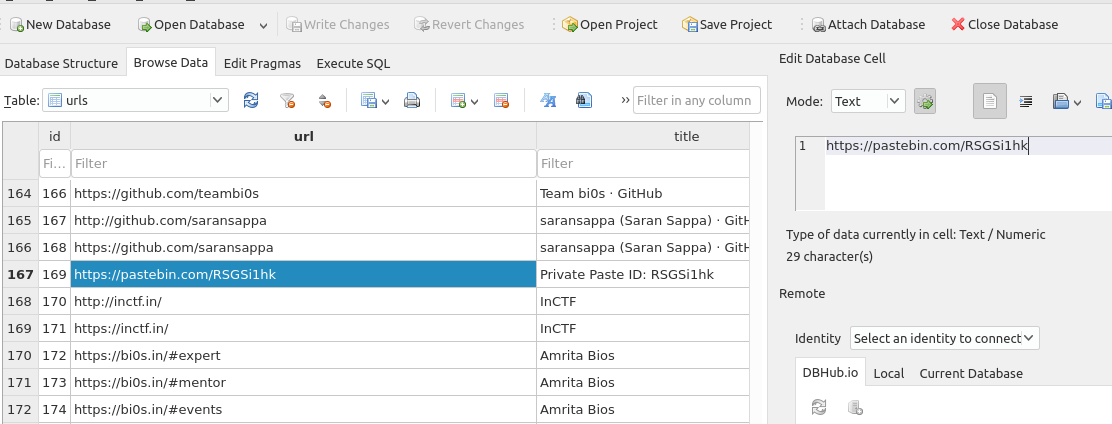 New Database Open Database Write Changes Revert Changes Open Project Save Project Attach Database Close Database
Database Structure Browse Data Edit Pragmas Execute SQL
Table: urls » Filter in any column
id url title
Fi... Filter Filter
164 166 https://github.com/teambi0s Team bi0s · GitHub
165 167 http://github.com/saransappa saransappa (Saran Sappa) · GitH
166 168 https://github.com/saransappa saransappa (Saran Sappa) · GitH
167 169 https://pastebin.com/RSGSi1hk Private Paste ID: RSGSi1hk
168 170 http://inctf.in/ InCTF
169 171 https://inctf.in/ InCTF
170 172 https://bi0s.in/#expert Amrita Bios
171 173 https://bi0s.in/#mentor Amrita Bios
172 174 https://bi0s.in/#events Amrita Bios
Edit Database Cell
Mode: Text
1 https://pastebin.com/RSGSi1hk
Type of data currently in cell: Text / Numeric
29 character(s)
Remote
Identity Select an identity to connect
DBHub.io Local Current Database